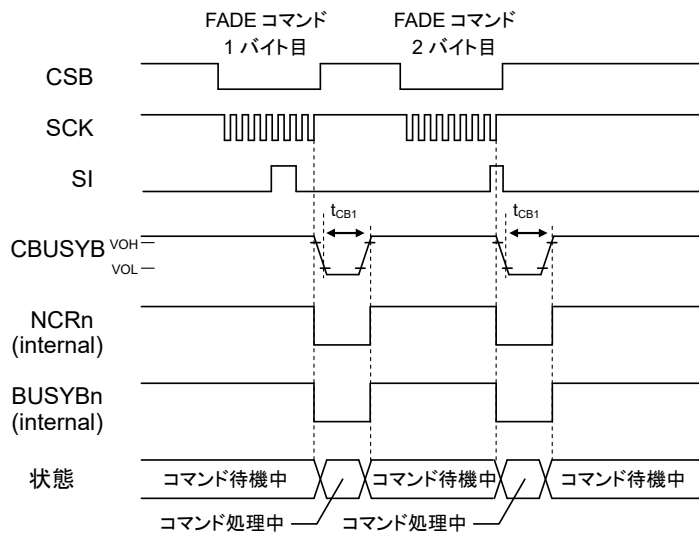 FADE コマンド
1 バイト目
FADE コマンド
2 バイト目
CSB
SCK
SI
tCB1
tCB1
CBUSYB
VOH
VOL
NCRn
(internal)
BUSYBn
(internal)
状態
コマンド待機中
コマンド待機中
コマンド待機中
コマンド処理中
コマンド処理中